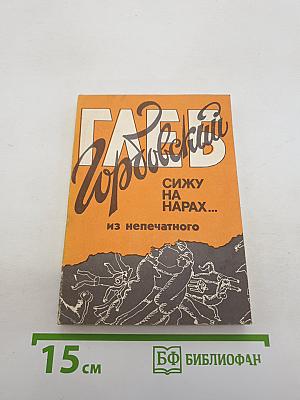 ГЛЕБ
Горбовский
СИЖУ
НА
НАРАХ...
из непечатного
15 см
БФ БИБЛИОФАН